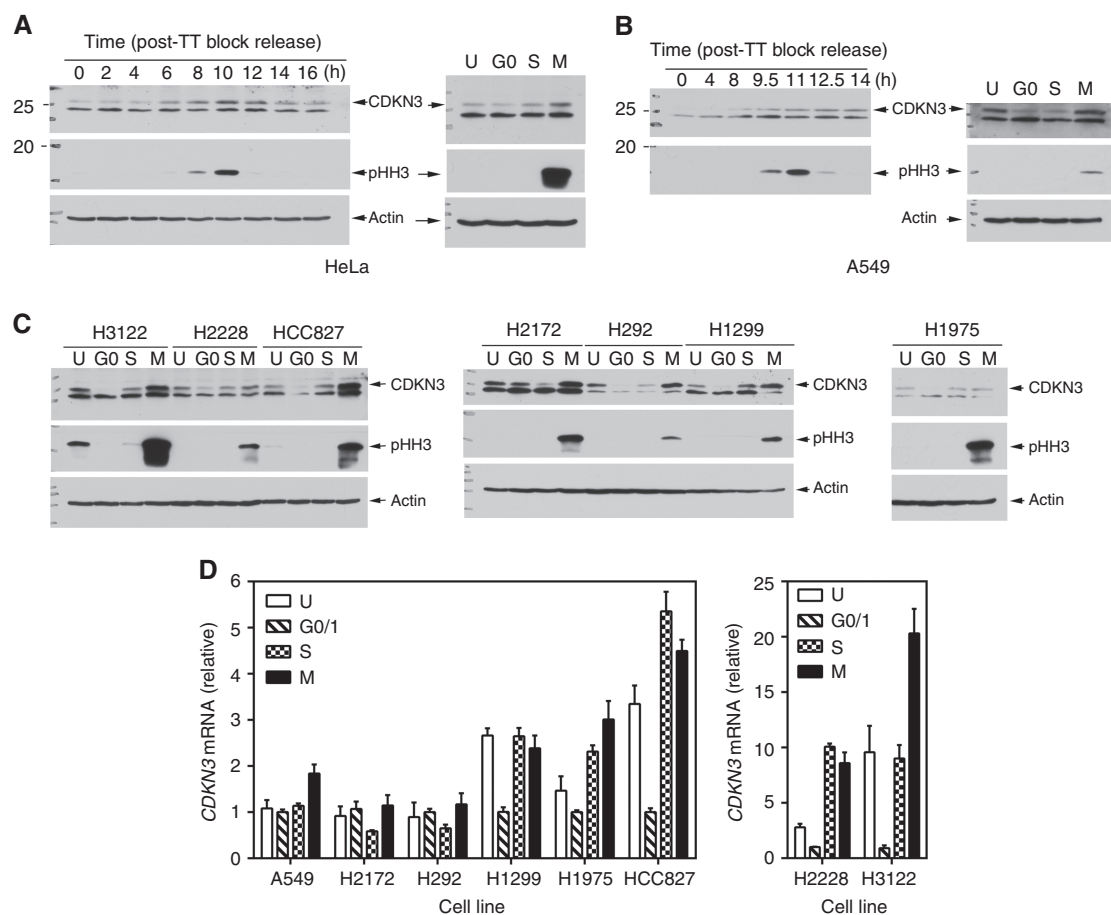 A
Time (post-TT block release)
0 2 4 6 8 10 12 14 16 (h)
25
20
CDKN3
pHH3
Actin
U G0 S M
HeLa
B
Time (post-TT block release)
0 4 8 9.5 11 12.5 14 (h)
25
20
CDKN3
pHH3
Actin
U G0 S M
A549
C
H3122 H2228 HCC827
U G0 S M U G0 S M U G0 S M
CDKN3
pHH3
Actin
H2172 H292 H1299
U G0 S M U G0 S M U G0 S M
CDKN3
pHH3
Actin
H1975
U G0 S M
CDKN3
pHH3
Actin
D
CDKN3 mRNA (relative)
6
5
4
3
2
1
0
U
G0/1
S
M
A549 H2172 H292 H1299 H1975 HCC827
Cell line
CDKN3 mRNA (relative)
25
20
15
10
5
0
U
G0/1
S
M
H2228 H3122
Cell line